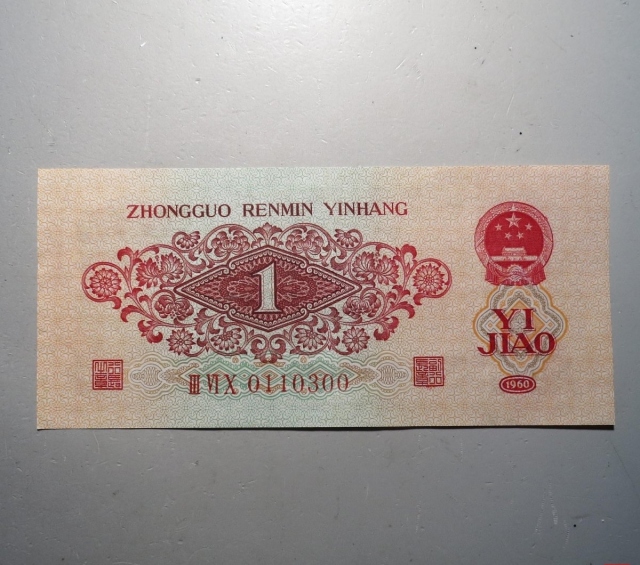 ZHONGGUO RENMIN YINHANG
1
YI
JIAO
III VI X 0110300
1960